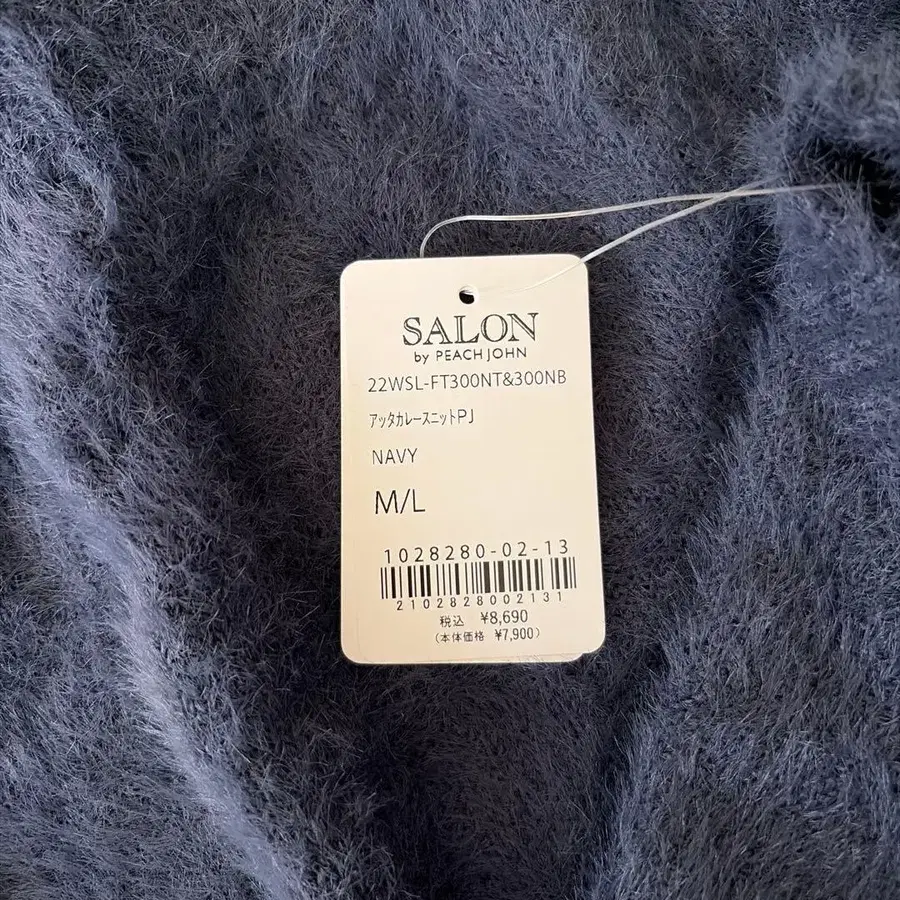 SALON
by PEACH JOHN
22WSL-FT300NT&300NB
アッタカレースニットPJ
NAVY
M/L
1028280-02-13
2102828002131
税込 ¥8,690
(本体価格 ¥7,900)